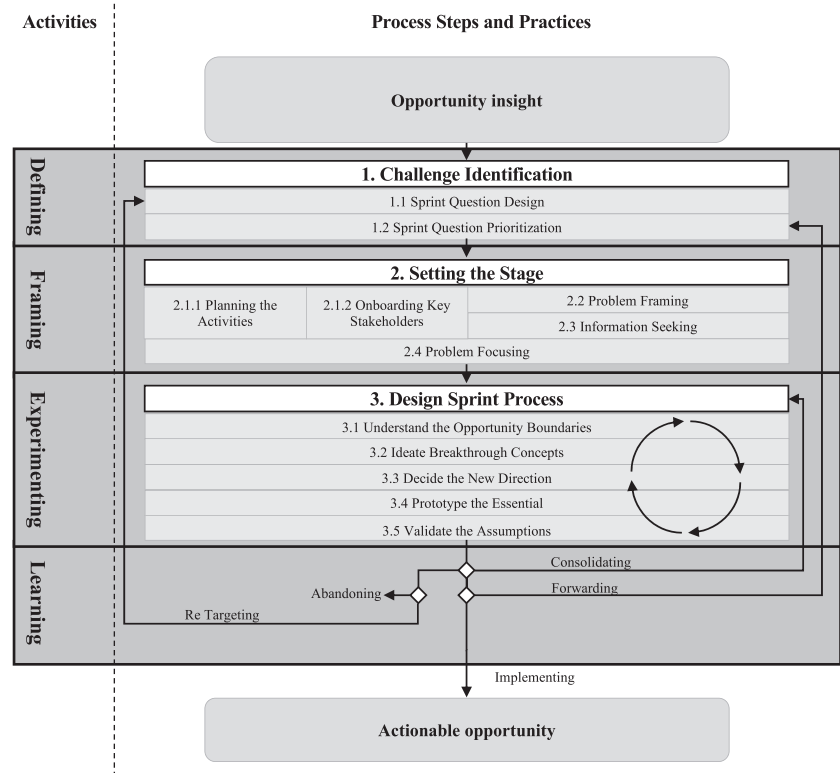 Activities
Process Steps and Practices
Opportunity insight
Defining
1. Challenge Identification
1.1 Sprint Question Design
1.2 Sprint Question Prioritization
Framing
2. Setting the Stage
2.1.1 Planning the
Activities
2.1.2 Onboarding Key
Stakeholders
2.2 Problem Framing
2.3 Information Seeking
2.4 Problem Focusing
Experimenting
3. Design Sprint Process
3.1 Understand the Opportunity Boundaries
3.2 Ideate Breakthrough Concepts
3.3 Decide the New Direction
3.4 Prototype the Essential
3.5 Validate the Assumptions
Learning
Consolidating
Abandoning
Forwarding
Re Targeting
Implementing
Actionable opportunity